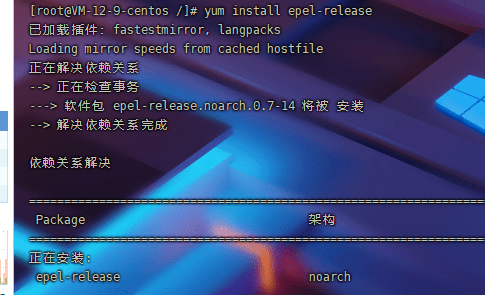 [root@VM-12-9-centos /]# yum install epel-release
已加载插件: fastestmirror, langpacks
Loading mirror speeds from cached hostfile
正在解决依赖关系
--> 正在检查事务
---> 软件包 epel-release.noarch.0.7-14 将被 安装
--> 解决依赖关系完成
依赖关系解决
================================================================
Package 架构
================================================================
正在安装:
epel-release noarch